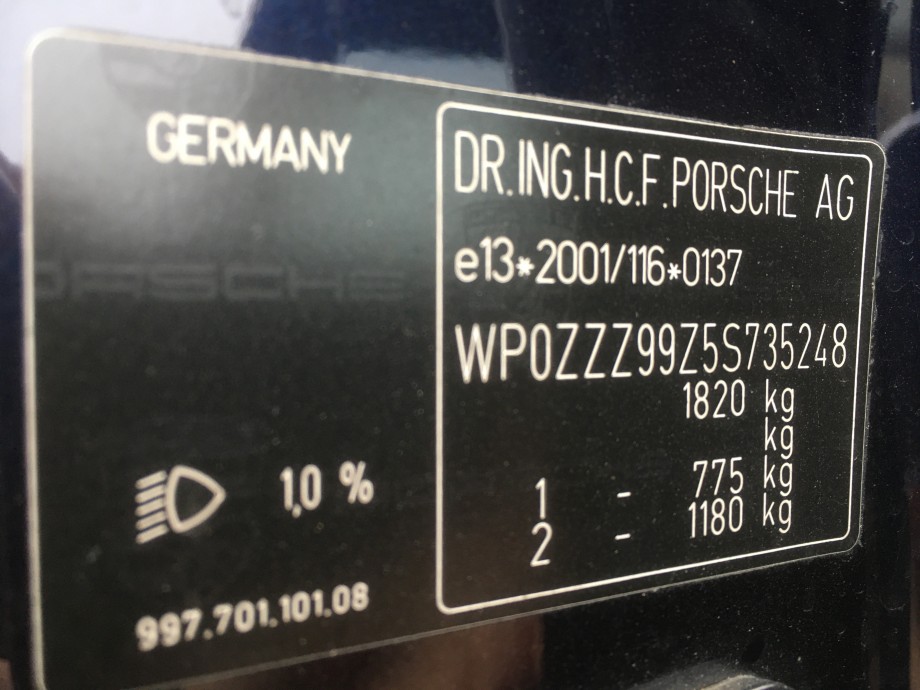 GERMANY
PORSCHE
1,0 %
997.701.101.08
DR.ING.H.C.F.PORSCHE AG
e13*2001/116*0137
WP0ZZZ99Z5S735248
1820 kg
kg
1 - 775 kg
2 - 1180 kg